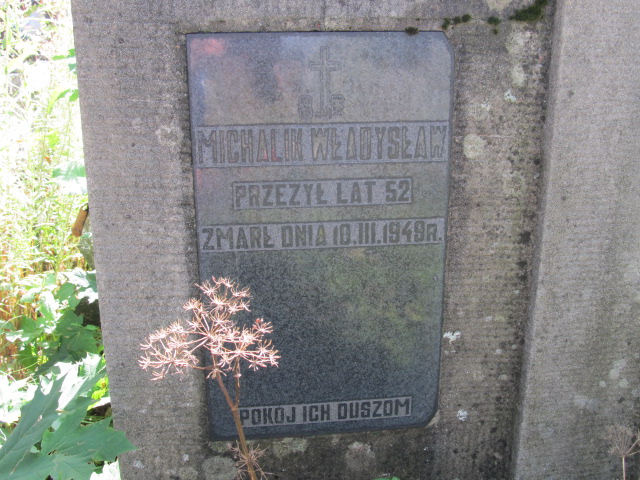 Ś P
MICHALIK WŁADYSŁAW
PRZEŻYŁ LAT 52
ZMARŁ DNIA 10.III.1949R.
POKÓJ ICH DUSZOM